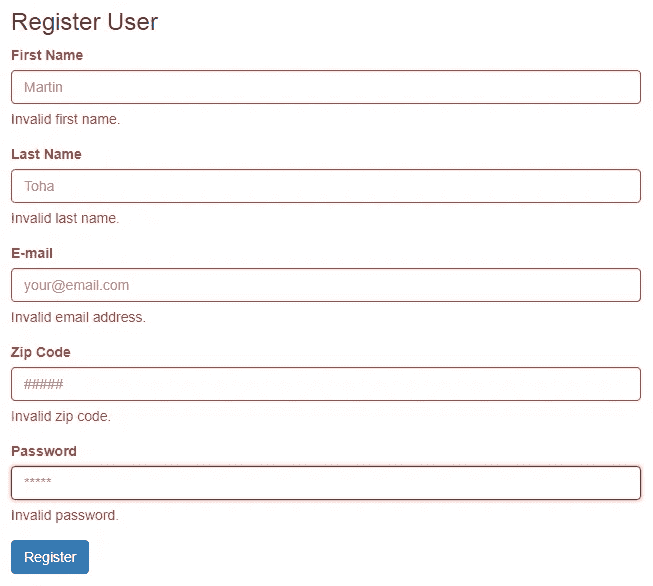 Register User
First Name
Martin
Invalid first name.
Last Name
Toha
Invalid last name.
E-mail
your@email.com
Invalid email address.
Zip Code
#####
Invalid zip code.
Password
*****
Invalid password.
Register